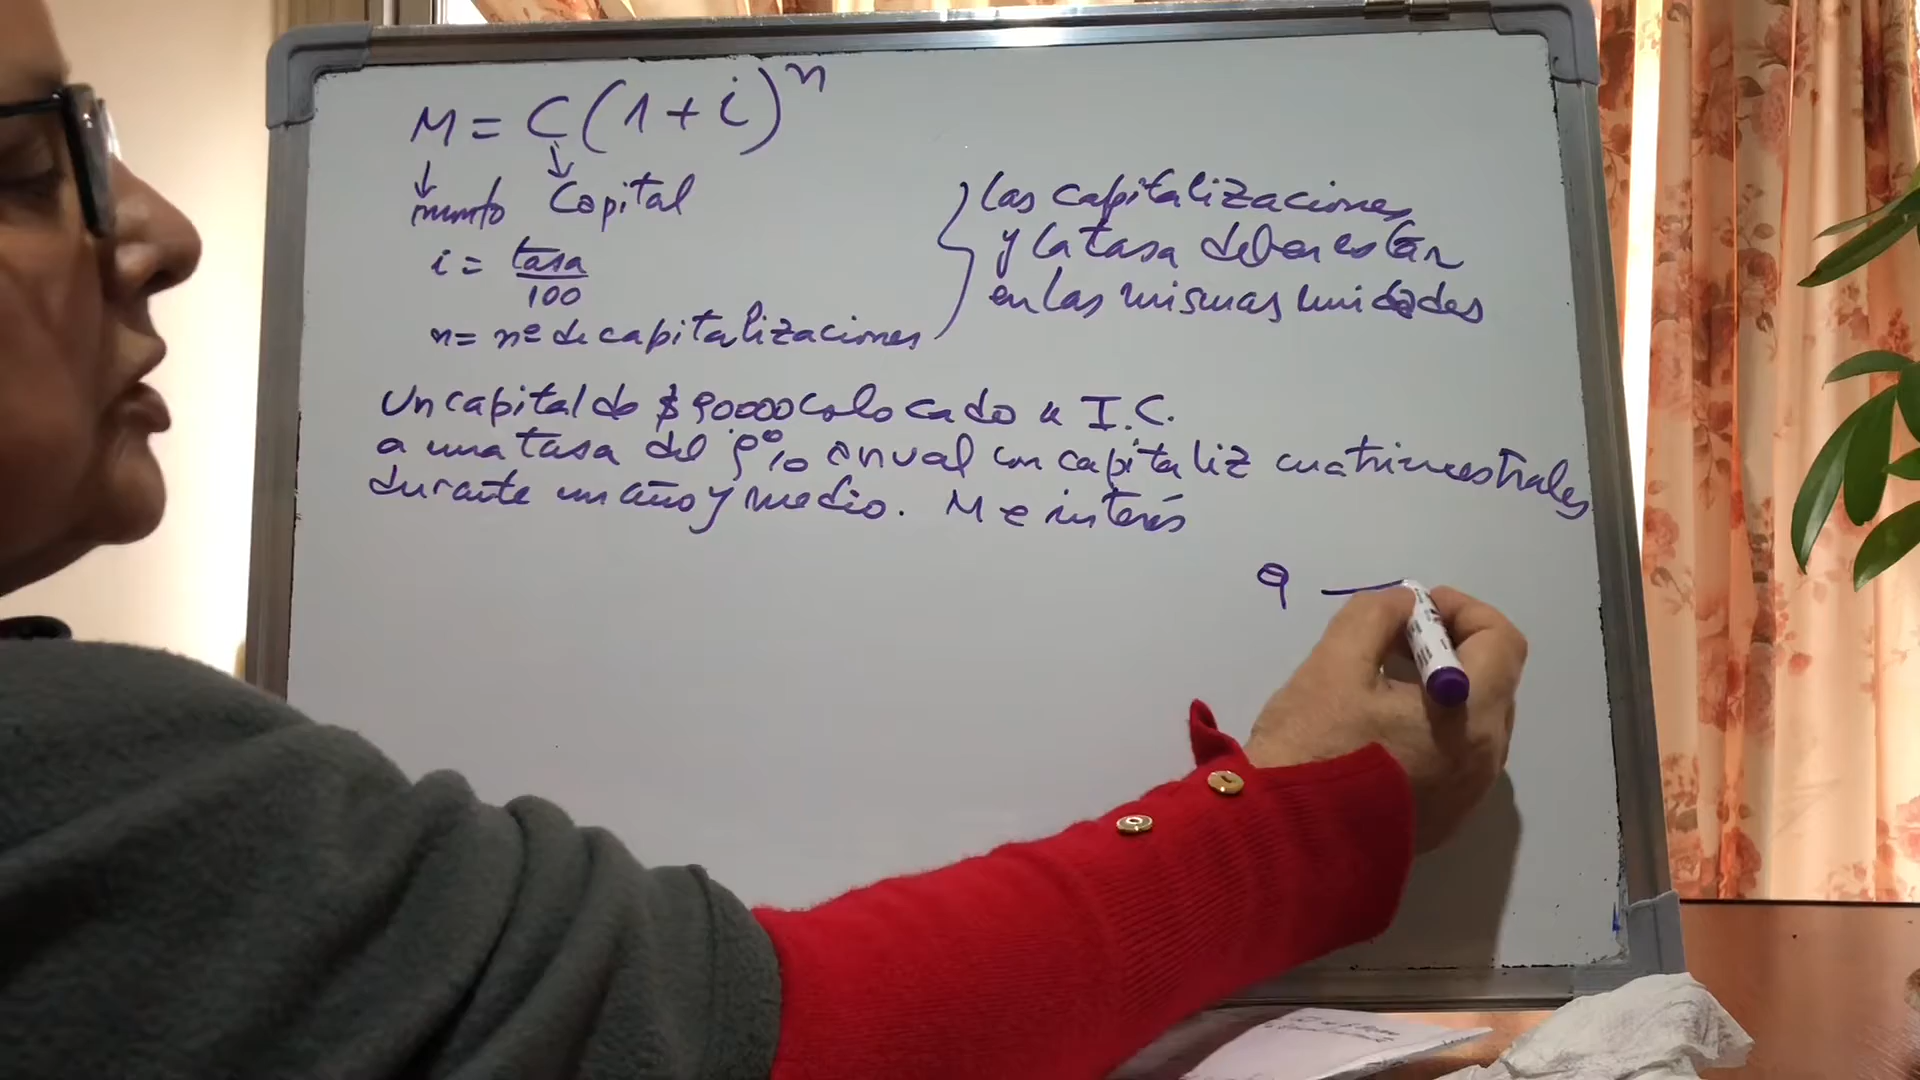 M = C(1+i)^n
↓ ↓
monto Capital
i = tasa/100
n = nº de capitalizaciones
las capitalizaciones
y la tasa deben estar
en las mismas unidades
Un capital de $90000 colocado a I.C.
a una tasa del 9% anual con capitaliz cuatrimestrales
durante un año y medio. M e interés
9 —